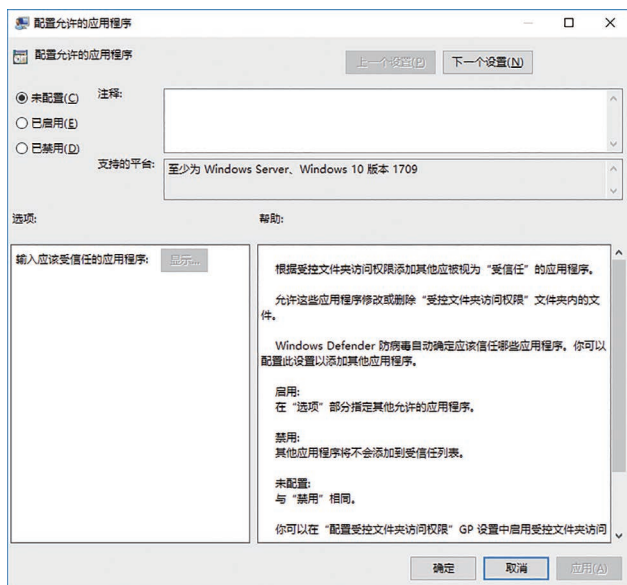 配置允许的应用程序
配置允许的应用程序
上一个设置(P)
下一个设置(N)
未配置(C)
注释:
已启用(E)
已禁用(D)
支持的平台:
至少为 Windows Server、Windows 10 版本 1709
选项:
帮助:
输入应该受信任的应用程序:
显示...
根据受控文件夹访问权限添加其他应被视为“受信任”的应用程序。
允许这些应用程序修改或删除“受控文件夹访问权限”文件夹内的文
件。
Windows Defender 防病毒自动确定应该信任哪些应用程序。你可以
配置此设置以添加其他应用程序。
启用:
在“选项”部分指定其他允许的应用程序。
禁用:
其他应用程序将不会添加到受信任列表。
未配置:
与“禁用”相同。
你可以在“配置受控文件夹访问权限”GP 设置中启用受控文件夹访问
确定
取消
应用(A)